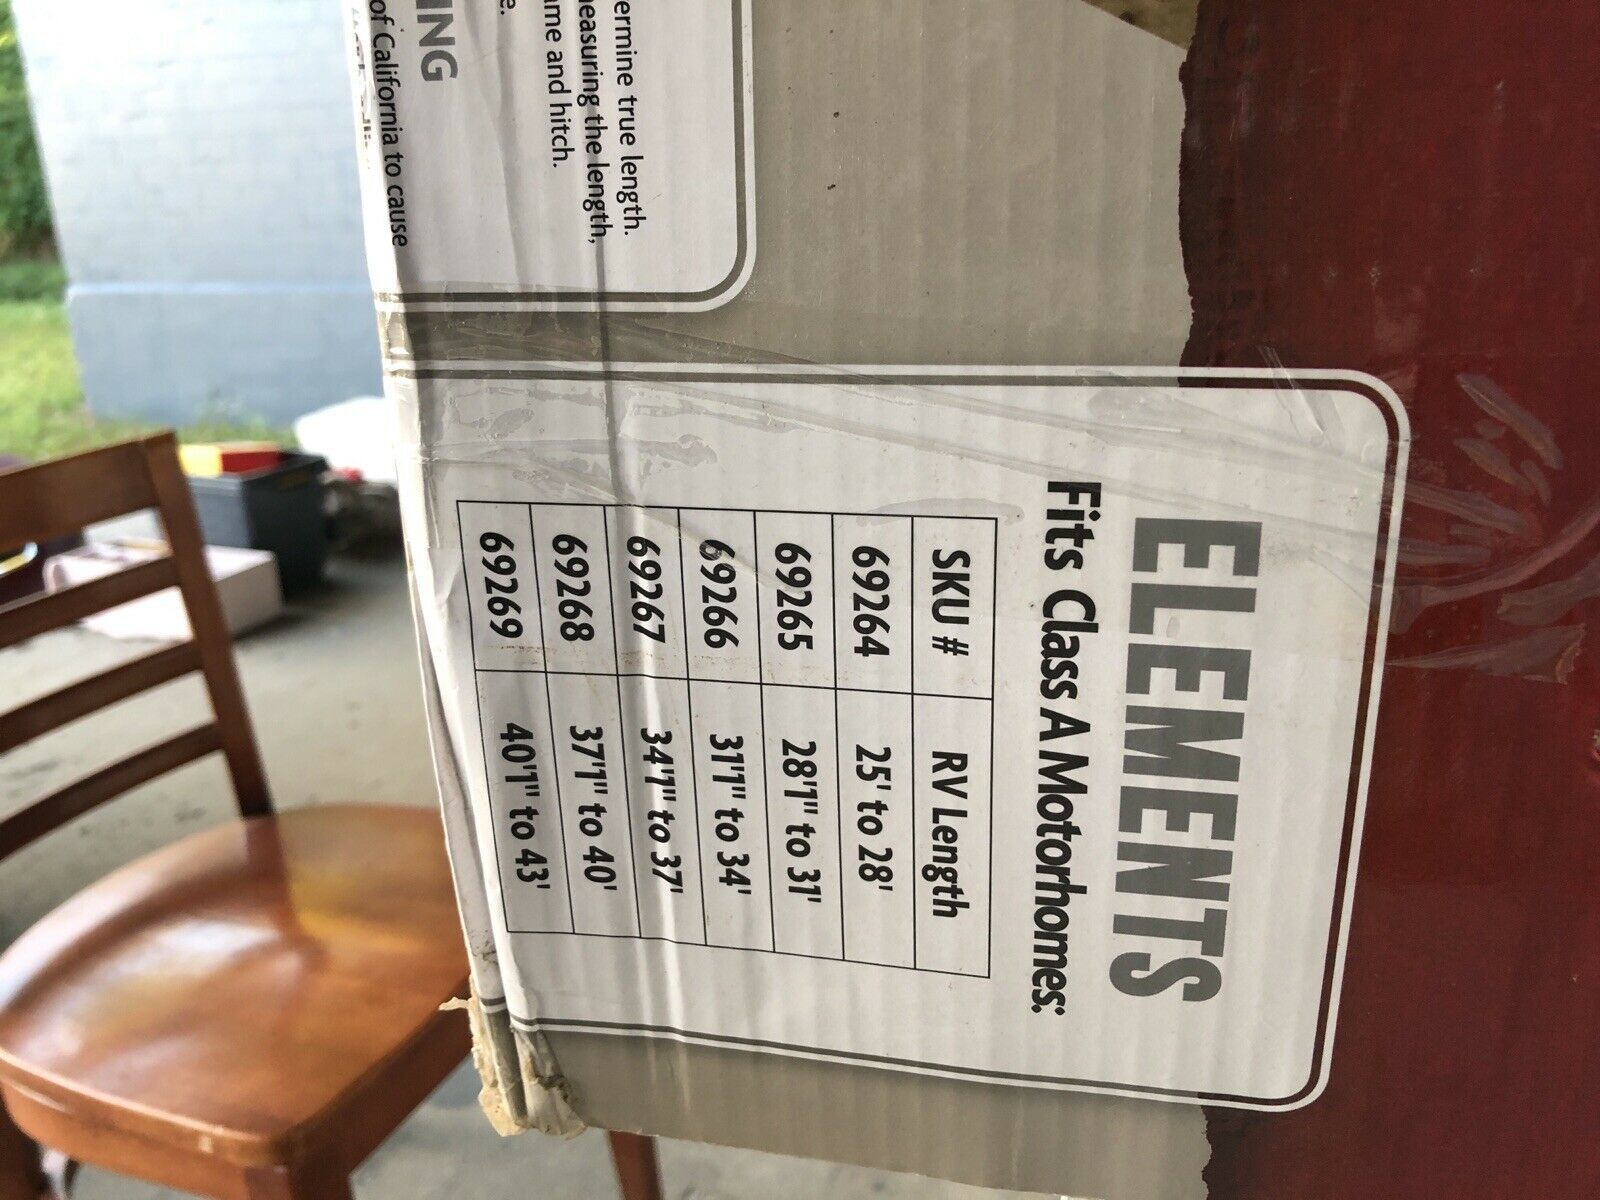 ermine true length.
easuring the length,
ame and hitch.
e.
ING
of California to cause
ELEMENTS
Fits Class A Motorhomes:
SKU # RV Length
69264 25' to 28'
69265 28'1" to 31'
69266 31'1" to 34'
69267 34'1" to 37'
69268 37'1" to 40'
69269 40'1" to 43'